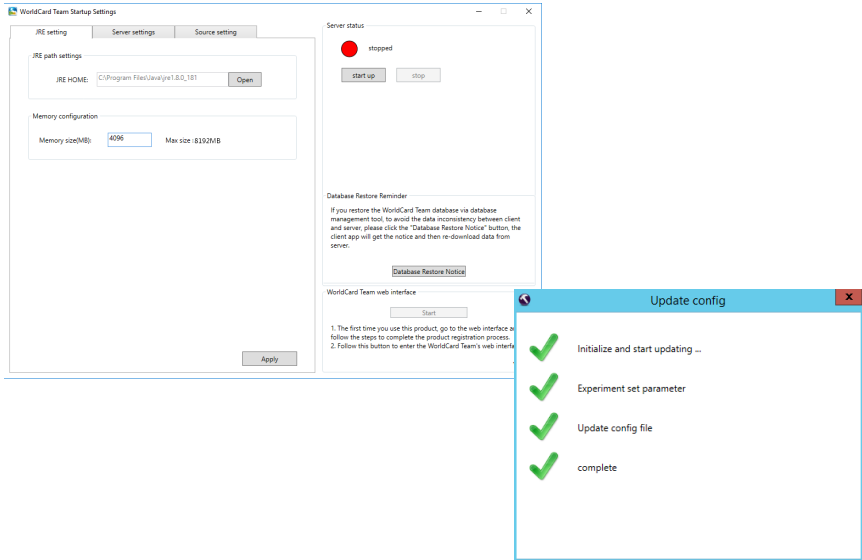 WorldCard Team Startup Settings
JRE setting
Server settings
Source setting
JRE path settings
JRE HOME:
C:\Program Files\Java\jre1.8.0_181
Open
Memory configuration
Memory size(MB):
4096
Max size :8192MB
Apply
Server status
stopped
start up
stop
Database Restore Reminder
If you restore the WorldCard Team database via database
management tool, to avoid the data inconsistency between client
and server, please click the "Database Restore Notice" button, the
client app will get the notice and then re-download data from
server.
Database Restore Notice
WorldCard Team web interface
Start
1. The first time you use this product, go to the web interface
follow the steps to complete the product registration process.
2. Follow this button to enter the WorldCard Team's web
Update config
x
Initialize and start updating ...
Experiment set parameter
Update config file
complete